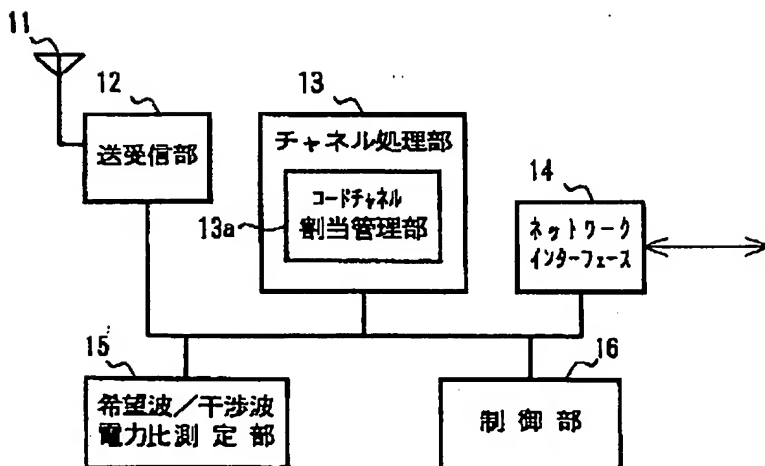 11
12
送受信部
13
チャネル処理部
コードチャネル
13a
割当管理部
14
ネットワーク
インターフェース
15
希望波/干渉波
電力比測定部
16
制御部